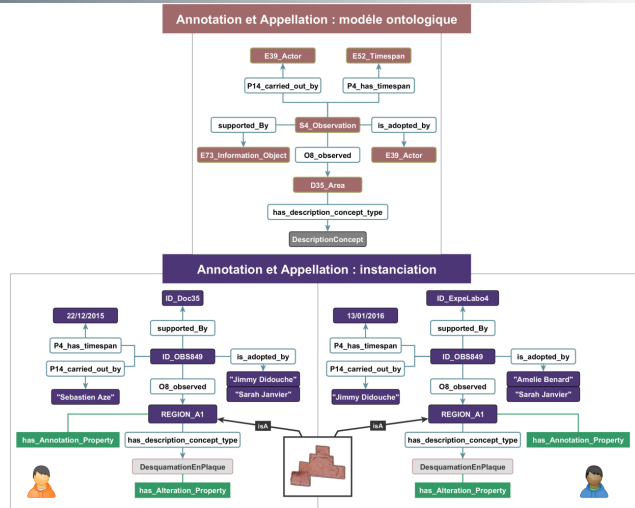 Annotation et Appellation : modéle ontologique
E39_Actor
E52_Timespan
P14_carried_out_by
P4_has_timespan
supported_By
S4_Observation
is_adopted_by
E73_Information_Object
O8_observed
E39_Actor
D35_Area
has_description_concept_type
DescriptionConcept
Annotation et Appellation : instanciation
ID_Doc35
22/12/2015
supported_By
P4_has_timespan
ID_OBS849
is_adopted_by
P14_carried_out_by
"Jimmy Didouche"
"Sebastien Aze"
O8_observed
"Sarah Janvier"
REGION_A1
isA
has_Annotation_Property
has_description_concept_type
DesquamationEnPlaque
has_Alteration_Property
ID_ExpeLabo4
13/01/2016
supported_By
P4_has_timespan
ID_OBS849
is_adopted_by
P14_carried_out_by
"Amelie Benard"
"Jimmy Didouche"
O8_observed
"Sarah Janvier"
REGION_A1
isA
has_description_concept_type
has_Annotation_Property
DesquamationEnPlaque
has_Alteration_Property